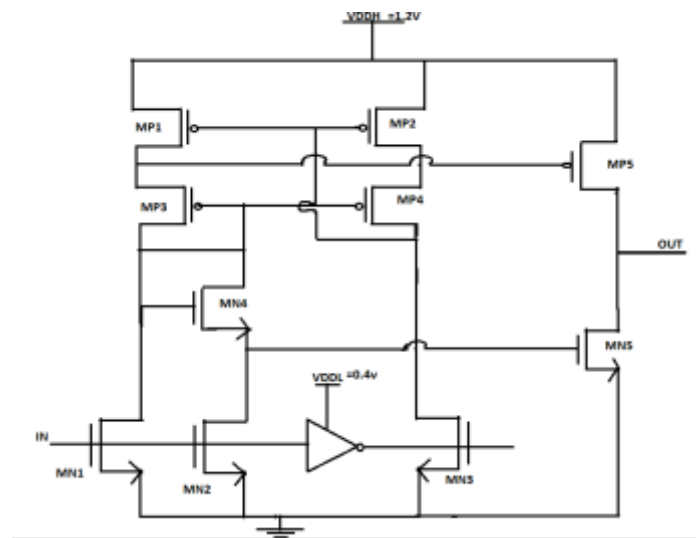 VDDH =1.2V
MP1
MP2
MP5
MP3
MP4
OUT
MN4
MN5
VDDL =0.4v
IN
MN1
MN2
MN3